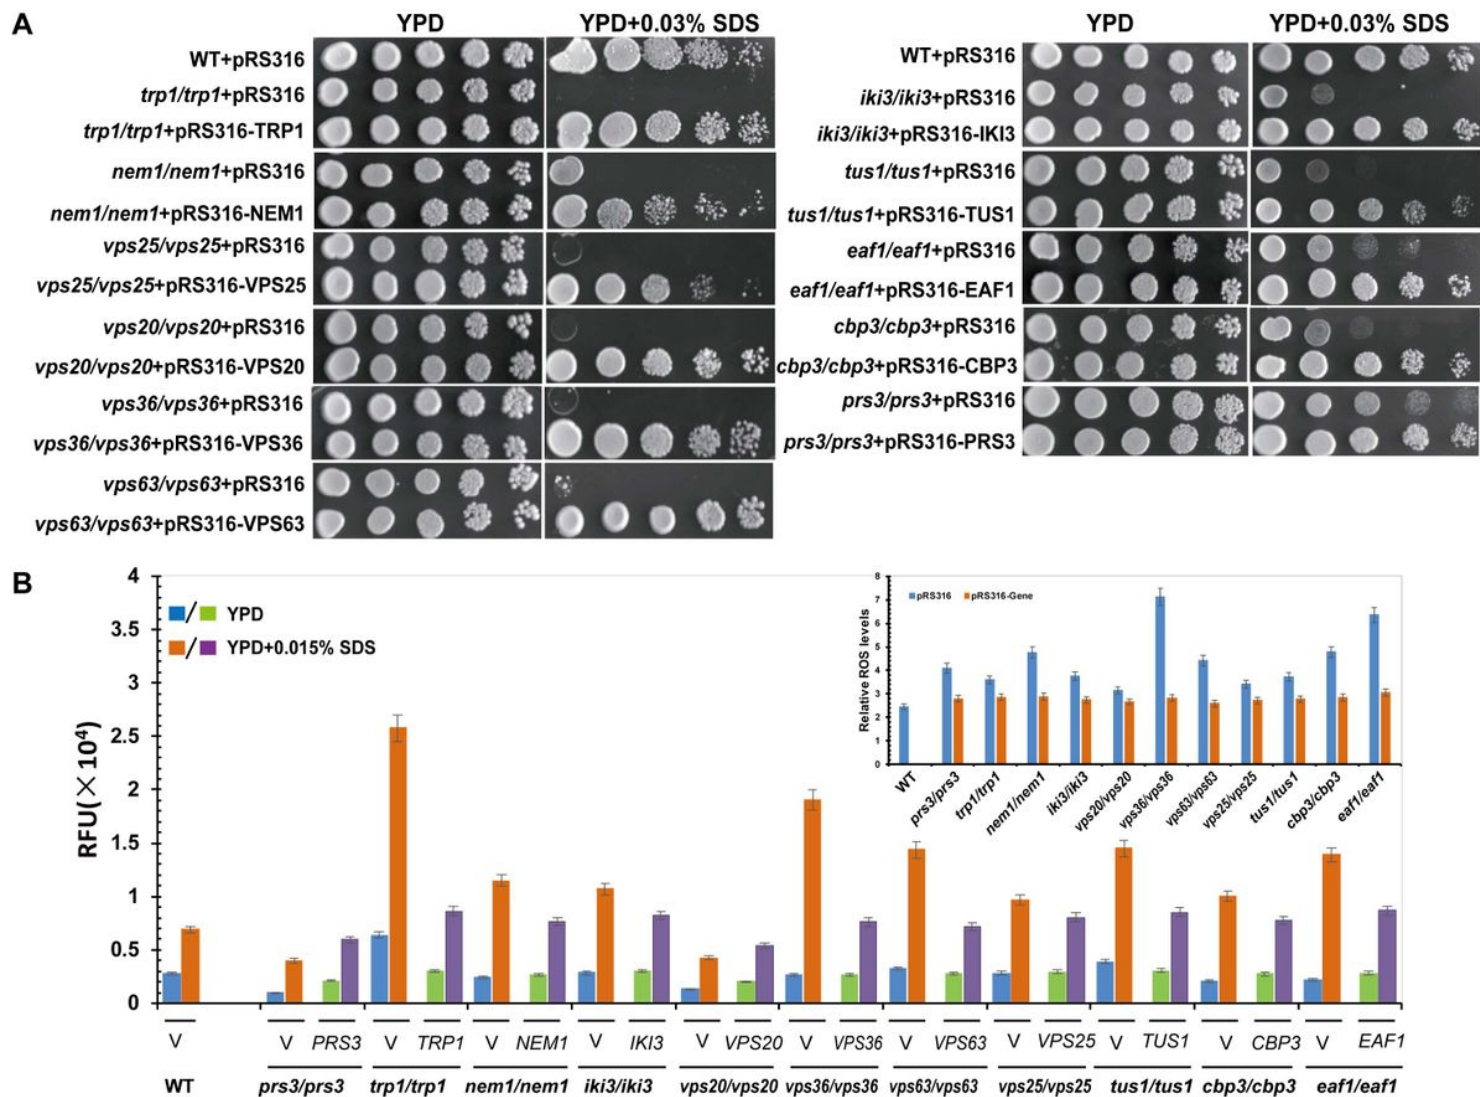 A
YPD
YPD+0.03% SDS
WT+pRS316
trp1/trp1+pRS316
trp1/trp1+pRS316-TRP1
nem1/nem1+pRS316
nem1/nem1+pRS316-NEM1
vps25/vps25+pRS316
vps25/vps25+pRS316-VPS25
vps20/vps20+pRS316
vps20/vps20+pRS316-VPS20
vps36/vps36+pRS316
vps36/vps36+pRS316-VPS36
vps63/vps63+pRS316
vps63/vps63+pRS316-VPS63
YPD
YPD+0.03% SDS
WT+pRS316
iki3/iki3+pRS316
iki3/iki3+pRS316-IKI3
tus1/tus1+pRS316
tus1/tus1+pRS316-TUS1
eaf1/eaf1+pRS316
eaf1/eaf1+pRS316-EAF1
cbp3/cbp3+pRS316
cbp3/cbp3+pRS316-CBP3
prs3/prs3+pRS316
prs3/prs3+pRS316-PRS3
B
RFU(×10⁴)
4
3.5
3
2.5
2
1.5
1
0.5
0
/ YPD
/ YPD+0.015% SDS
Relative ROS levels
8
7
6
5
4
3
2
1
0
pRS316 pRS316-Gene
WT prs3/prs3 trp1/trp1 nem1/nem1 iki3/iki3 vps20/vps20 vps36/vps36 vps63/vps63 vps25/vps25 tus1/tus1 cbp3/cbp3 eaf1/eaf1
V V PRS3 V TRP1 V NEM1 V IKI3 V VPS20 V VPS36 V VPS63 V VPS25 V TUS1 V CBP3 V EAF1
WT prs3/prs3 trp1/trp1 nem1/nem1 iki3/iki3 vps20/vps20 vps36/vps36 vps63/vps63 vps25/vps25 tus1/tus1 cbp3/cbp3 eaf1/eaf1